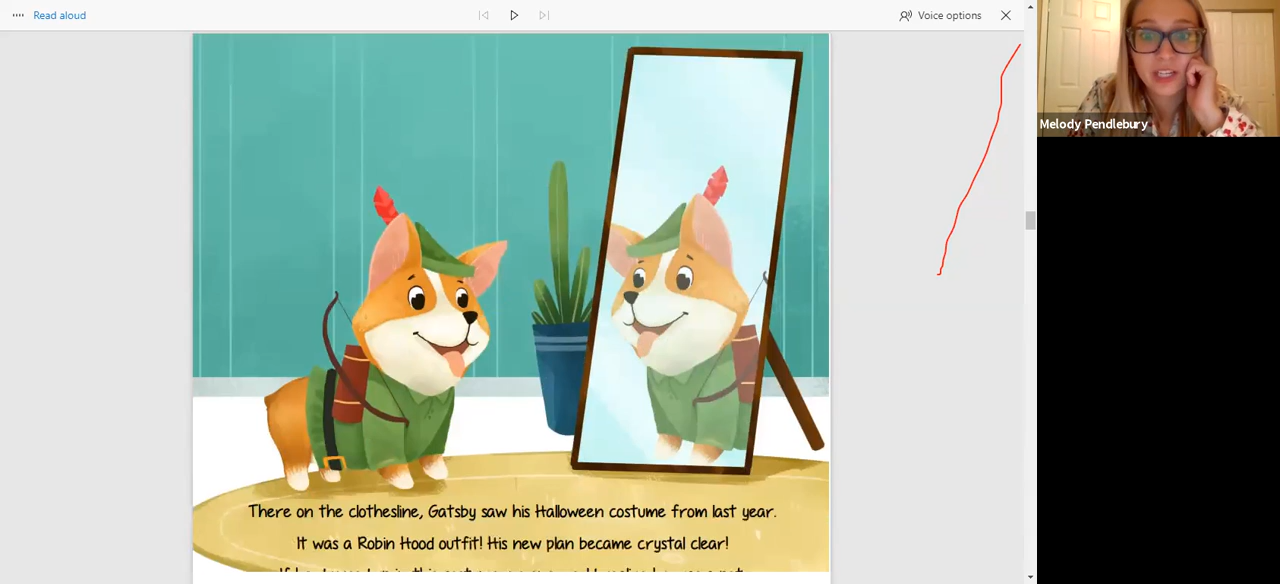 Read aloud
Voice options
Melody Pendlebury
There on the clothesline, Gatsby saw his Halloween costume from last year.
It was a Robin Hood outfit! His new plan became crystal clear!